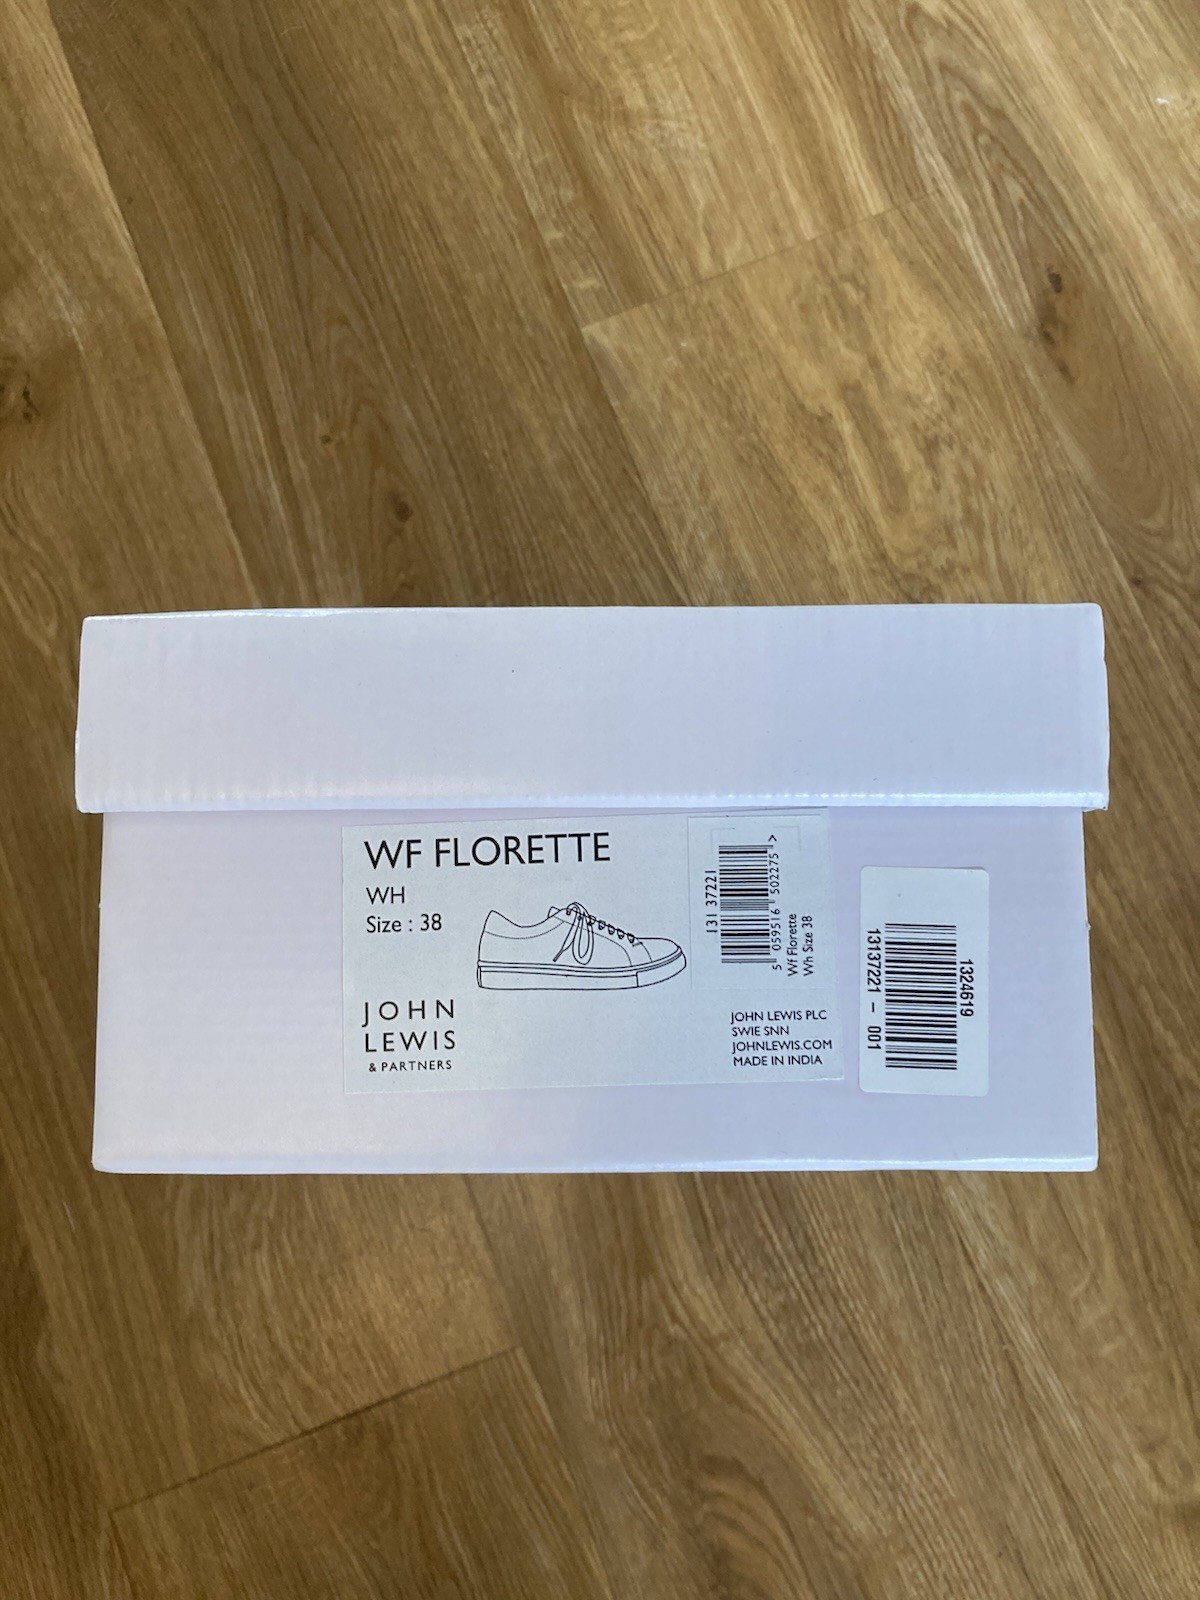 WF FLORETTE
WH
Size : 38
JOHN
LEWIS
& PARTNERS
131 37221
5 059516 502275 >
Wf Florette
Wh Size 38
JOHN LEWIS PLC
SWIE SNN
JOHNLEWIS.COM
MADE IN INDIA
1324619
13137221 - 001